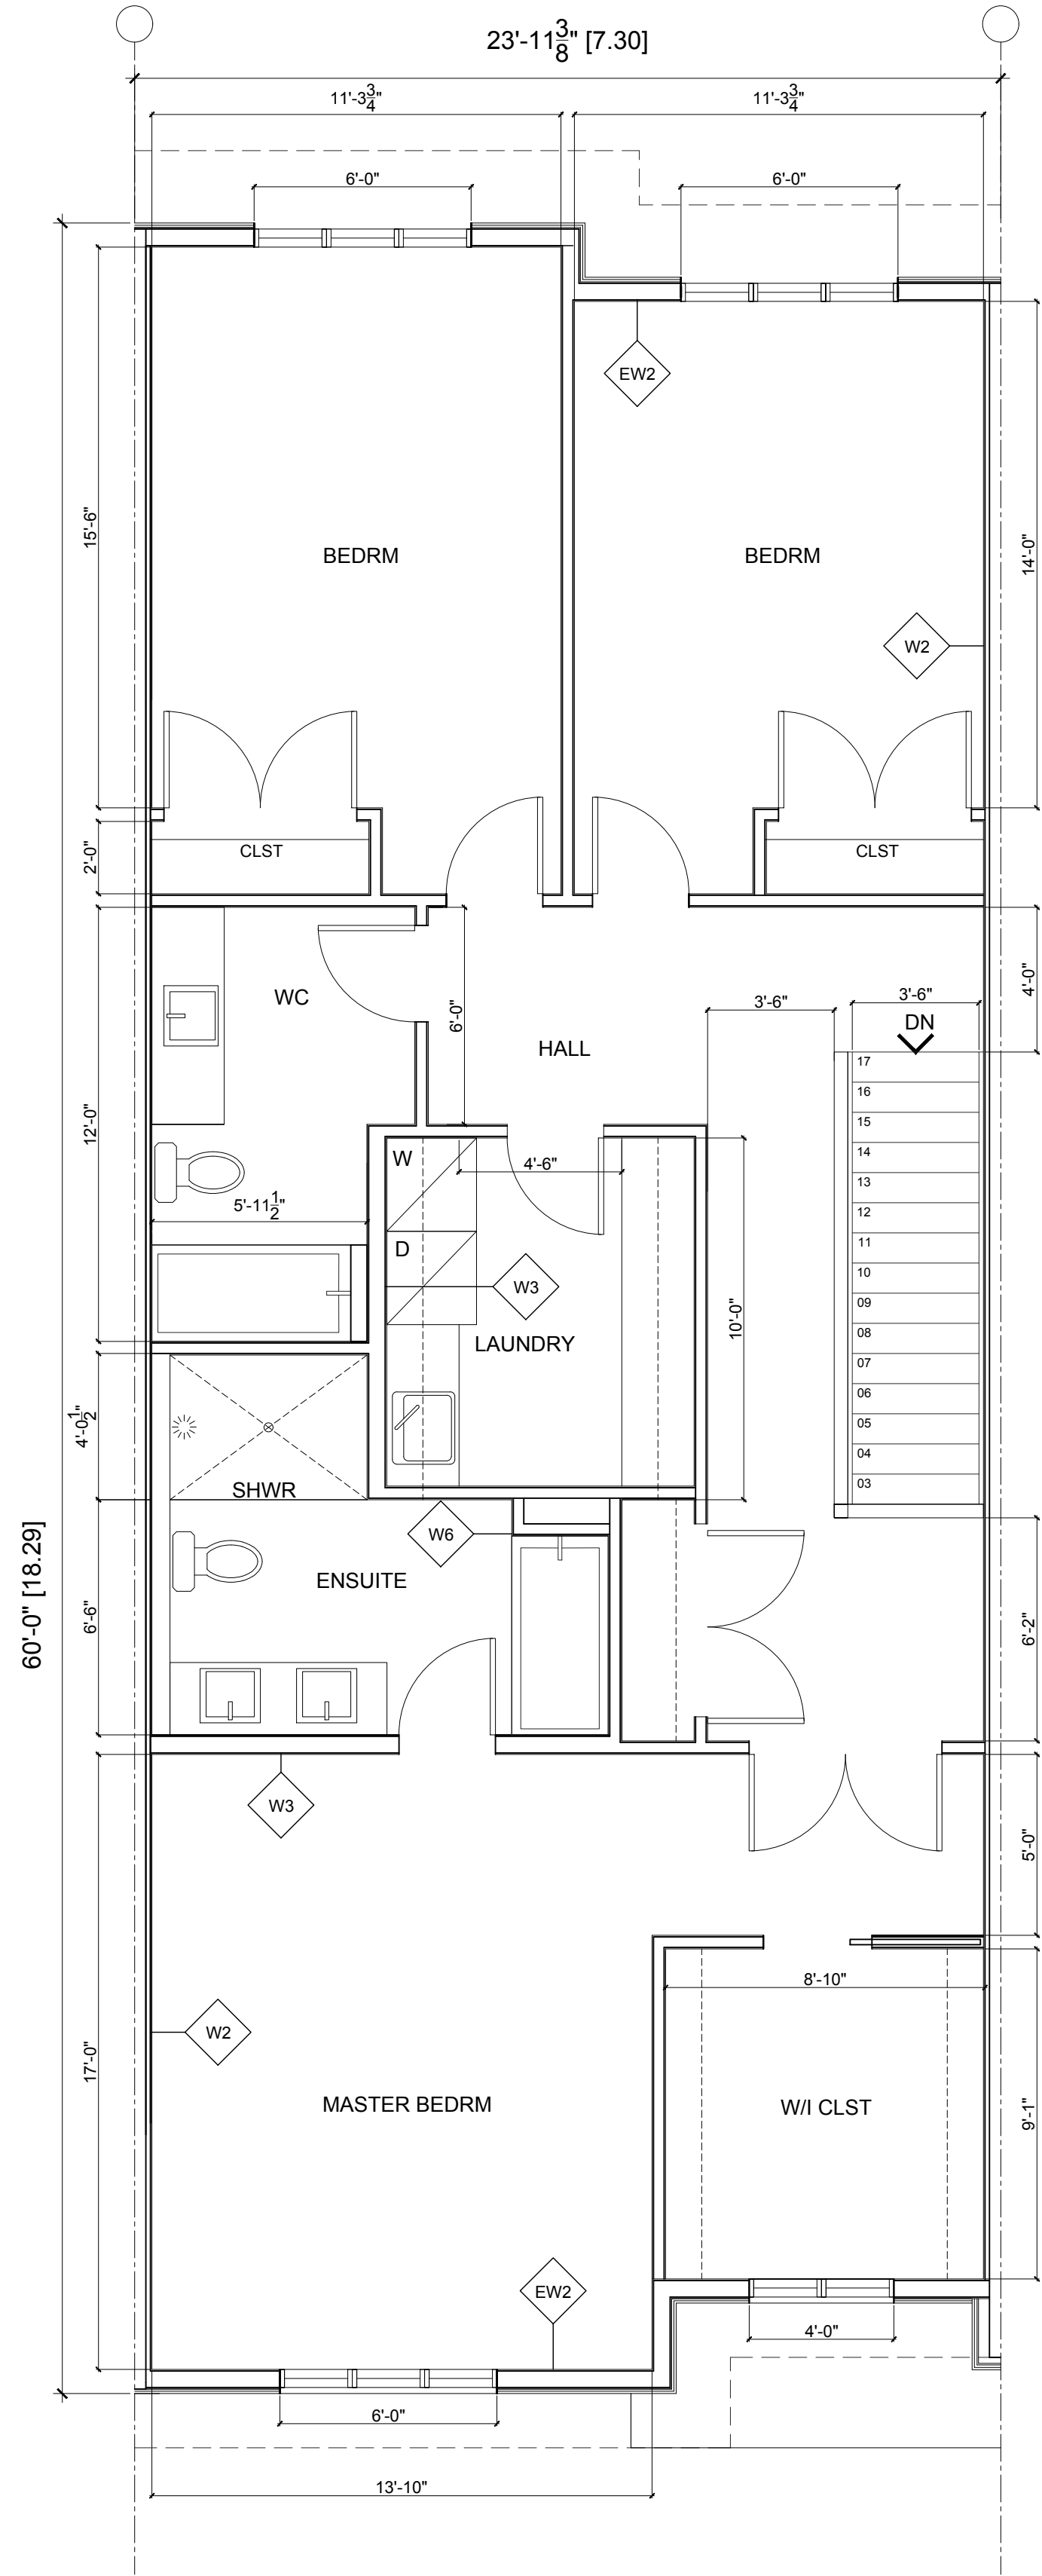 23'-11 3/8" [7.30]
11'-3 3/4"
11'-3 3/4"
6'-0"
6'-0"
EW2
15'-6"
BEDRM
BEDRM
14'-0"
W2
2'-0"
CLST
CLST
WC
6'-0"
3'-6"
3'-6"
4'-0"
DN
HALL
17
16
15
14
13
12
11
10
09
08
07
06
05
04
03
12'-0"
W
4'-6"
5'-11 1/2"
D
W3
10'-0"
LAUNDRY
4'-0 1/2"
SHWR
W6
ENSUITE
60'-0" [18.29]
6'-6"
6'-2"
W3
5'-0"
8'-10"
W2
17'-0"
MASTER BEDRM
W/I CLST
9'-1"
EW2
4'-0"
6'-0"
13'-10"